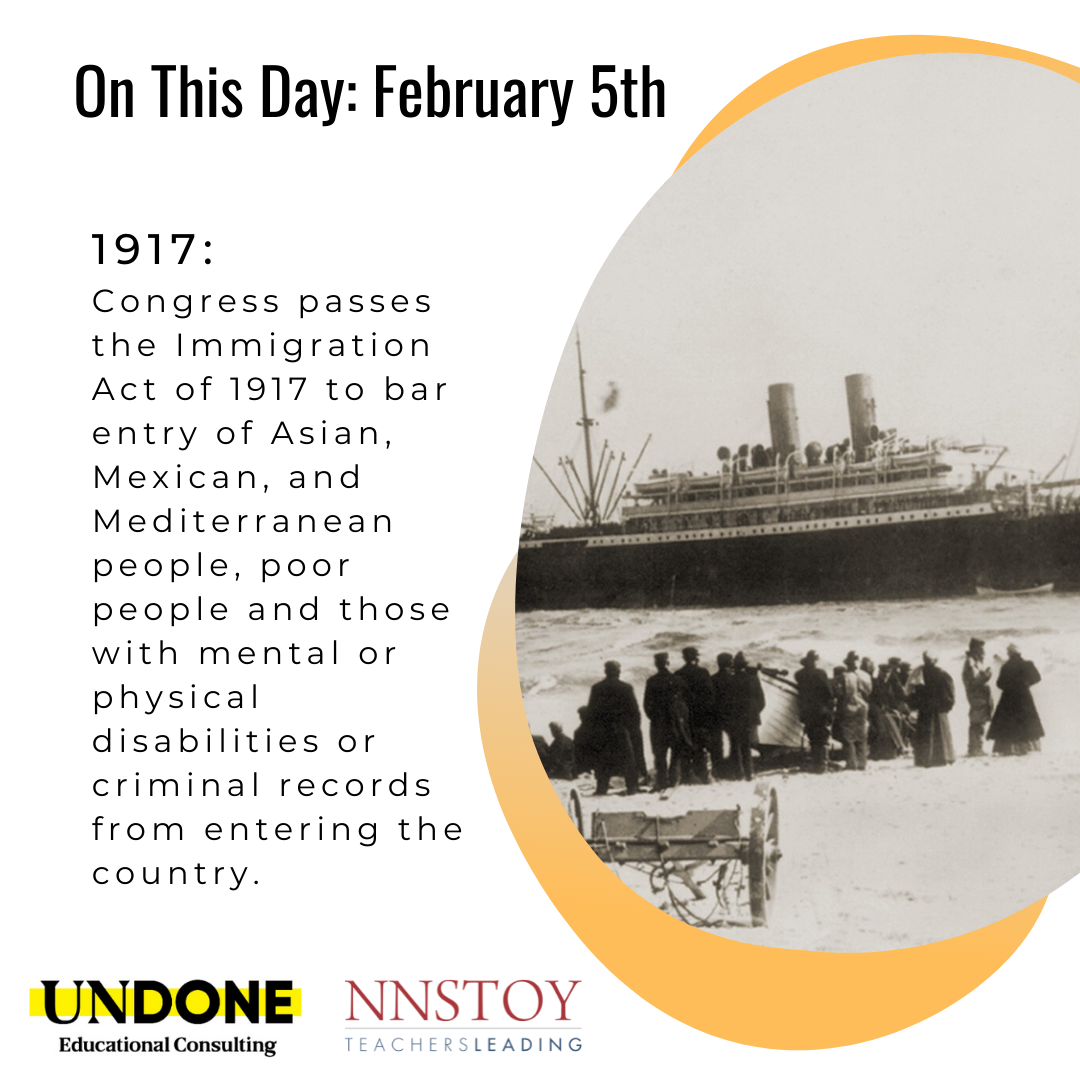 On This Day: February 5th
1917:
Congress passes
the Immigration
Act of 1917 to bar
entry of Asian,
Mexican, and
Mediterranean
people, poor
people and those
with mental or
physical
disabilities or
criminal records
from entering the
country.
UNDONE
Educational Consulting
NNSTOY
TEACHERSLEADING